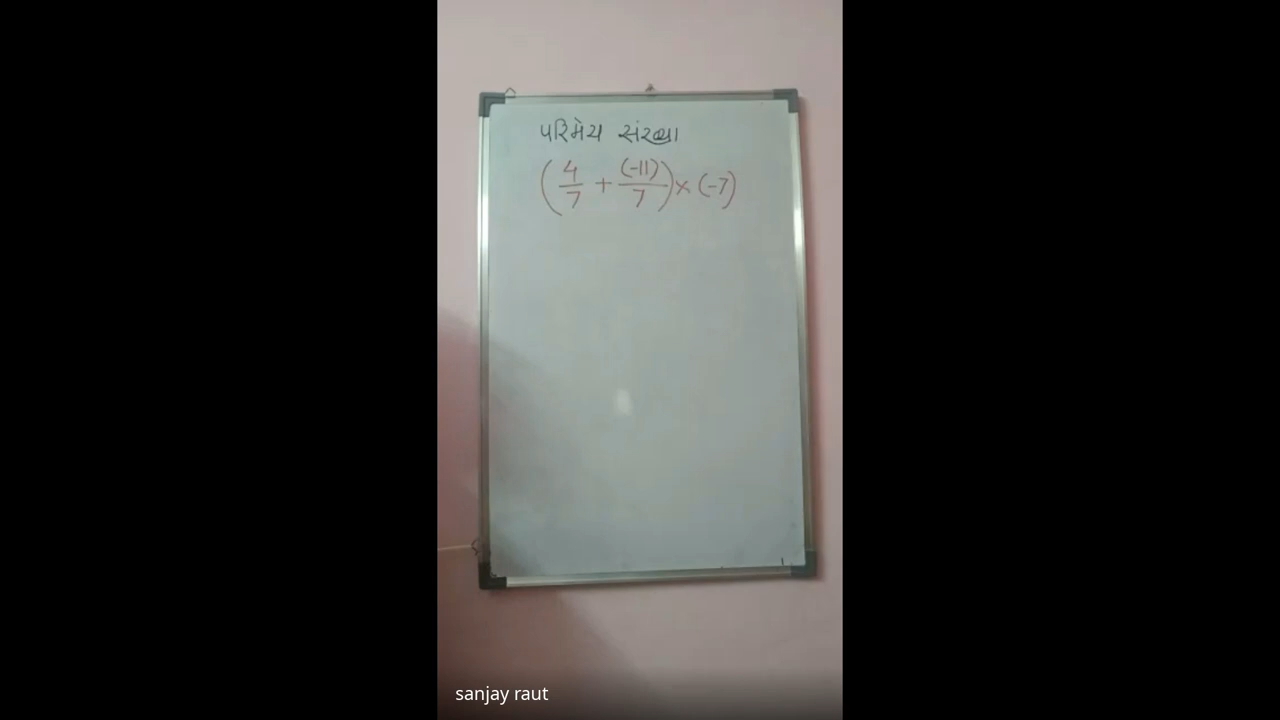 પરિમેય સંખ્યા
(4/7 + (-11)/7) × (-7)
sanjay raut